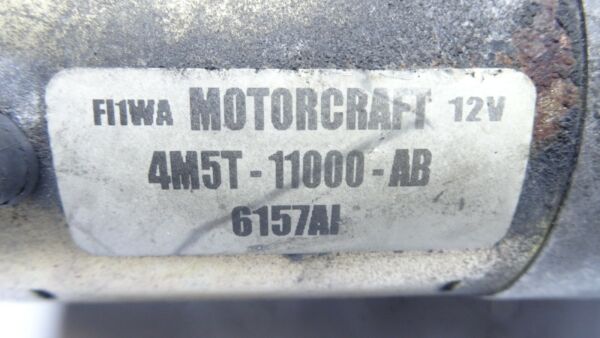 FI1WA MOTORCRAFT 12V
4M5T-11000-AB
6157AI